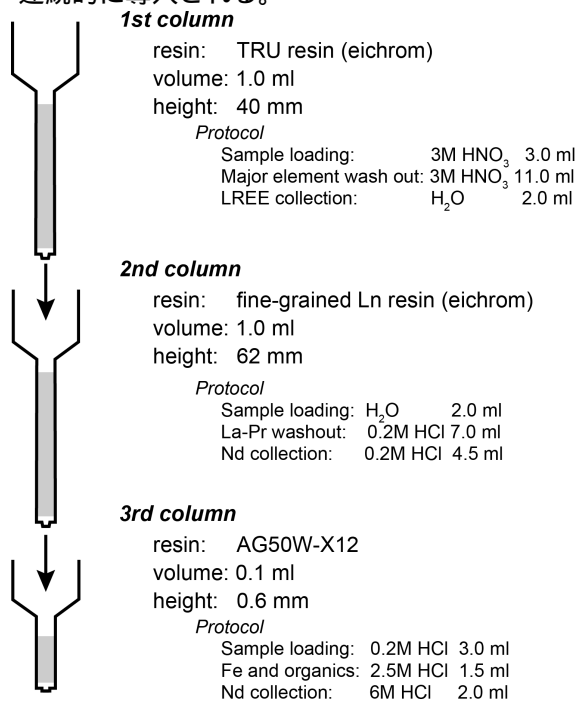 連続的に導入される。
1st column
resin: TRU resin (eichrom)
volume: 1.0 ml
height: 40 mm
Protocol
Sample loading: 3M HNO₃ 3.0 ml
Major element wash out: 3M HNO₃ 11.0 ml
LREE collection: H₂O 2.0 ml
2nd column
resin: fine-grained Ln resin (eichrom)
volume: 1.0 ml
height: 62 mm
Protocol
Sample loading: H₂O 2.0 ml
La-Pr washout: 0.2M HCl 7.0 ml
Nd collection: 0.2M HCl 4.5 ml
3rd column
resin: AG50W-X12
volume: 0.1 ml
height: 0.6 mm
Protocol
Sample loading: 0.2M HCl 3.0 ml
Fe and organics: 2.5M HCl 1.5 ml
Nd collection: 6M HCl 2.0 ml